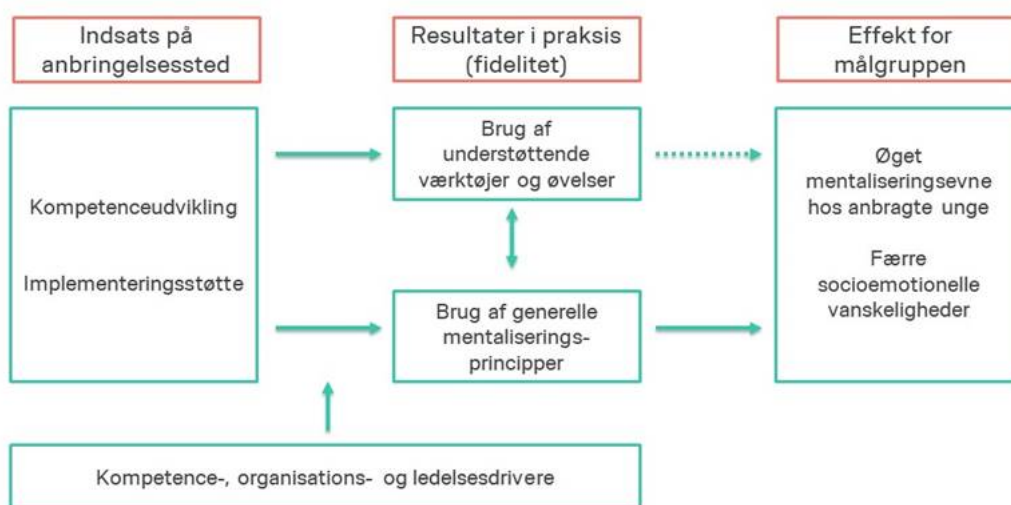 Indsats på
anbringelsessted
Resultater i praksis
(fidelitet)
Effekt for
målgruppen
Kompetenceudvikling
Implementeringsstøtte
Brug af
understøttende
værktøjer og øvelser
Brug af generelle
mentaliserings-
principper
Øget
mentaliseringsevne
hos anbragte unge
Færre
socioemotionelle
vanskeligheder
Kompetence-, organisations- og ledelsesdrivere